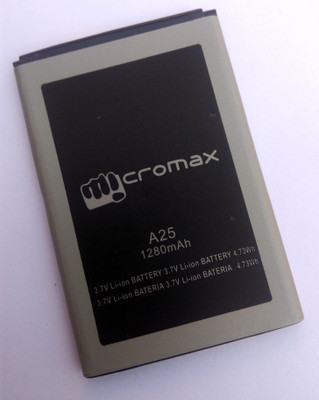 micromax
A25
1280mAh
3.7V Li-ion BATTERY 3.7V Li-ion BATTERY 4.73Wh
3.7V Li-ion BATERIA 3.7V Li-ion BATERIA 4.73Wh